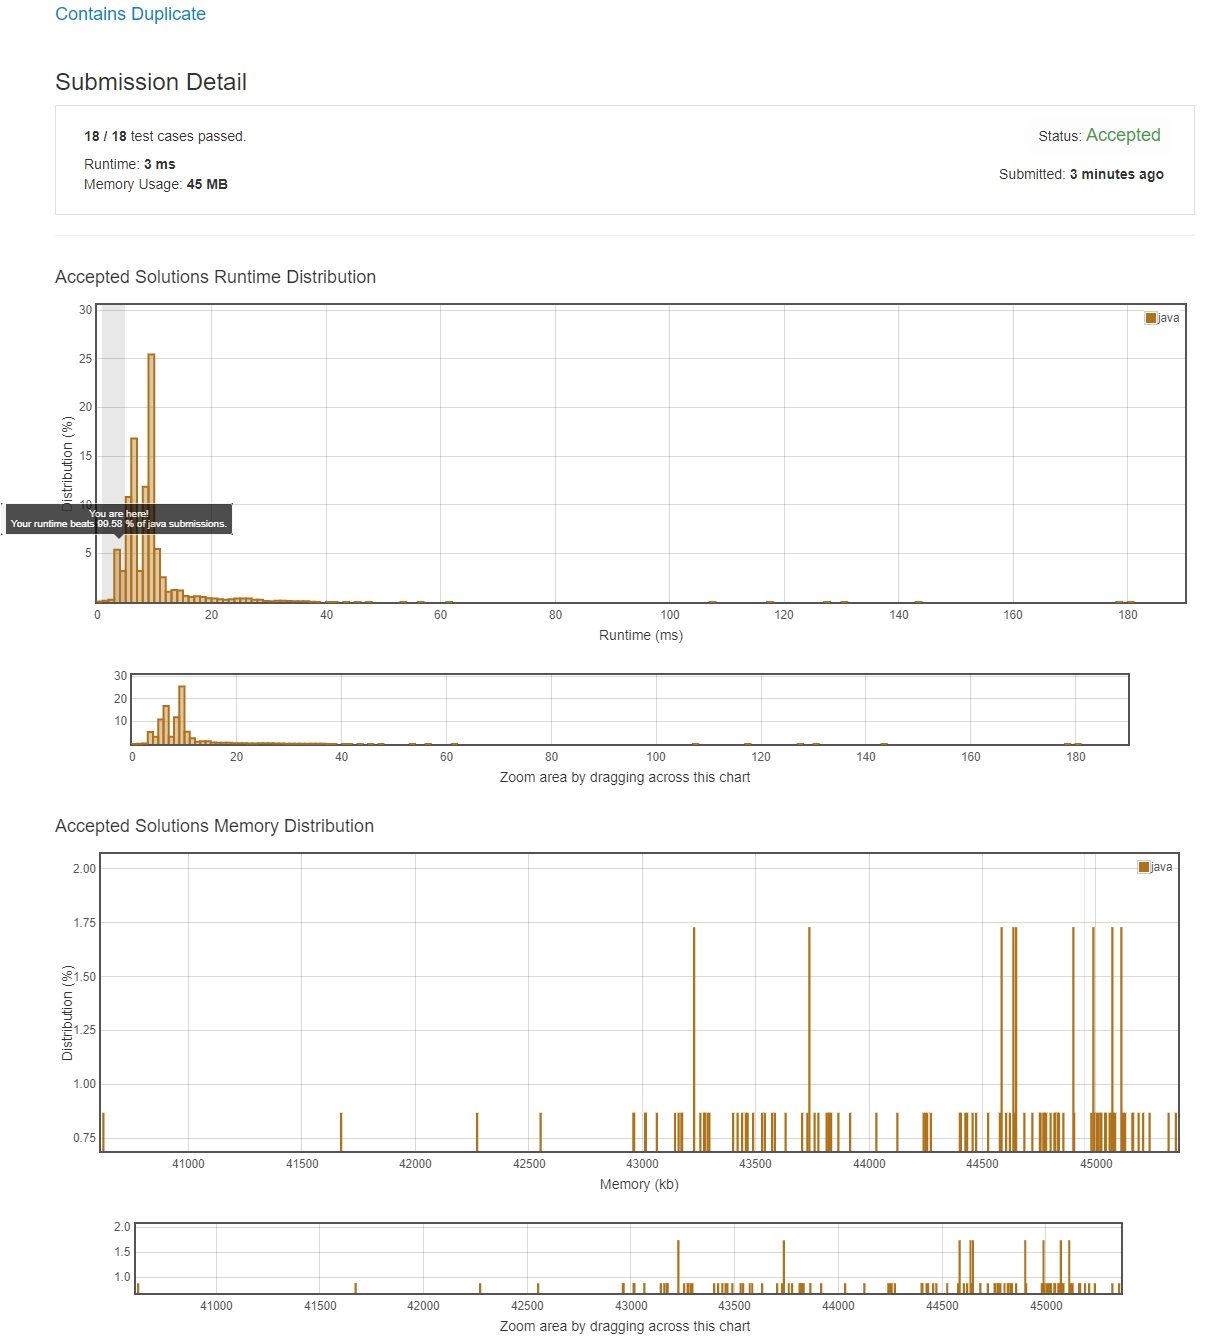 Contains Duplicate
Submission Detail
18 / 18 test cases passed.
Status: Accepted
Runtime: 3 ms
Memory Usage: 45 MB
Submitted: 3 minutes ago
Accepted Solutions Runtime Distribution
30
25
20
15
10
5
Distribution (%)
java
You are here!
Your runtime beats 99.58 % of java submissions.
0 20 40 60 80 100 120 140 160 180
Runtime (ms)
30
20
10
0 20 40 60 80 100 120 140 160 180
Zoom area by dragging across this chart
Accepted Solutions Memory Distribution
2.00
1.75
1.50
1.25
1.00
0.75
Distribution (%)
java
41000 41500 42000 42500 43000 43500 44000 44500 45000
Memory (kb)
2.0
1.5
1.0
41000 41500 42000 42500 43000 43500 44000 44500 45000
Zoom area by dragging across this chart